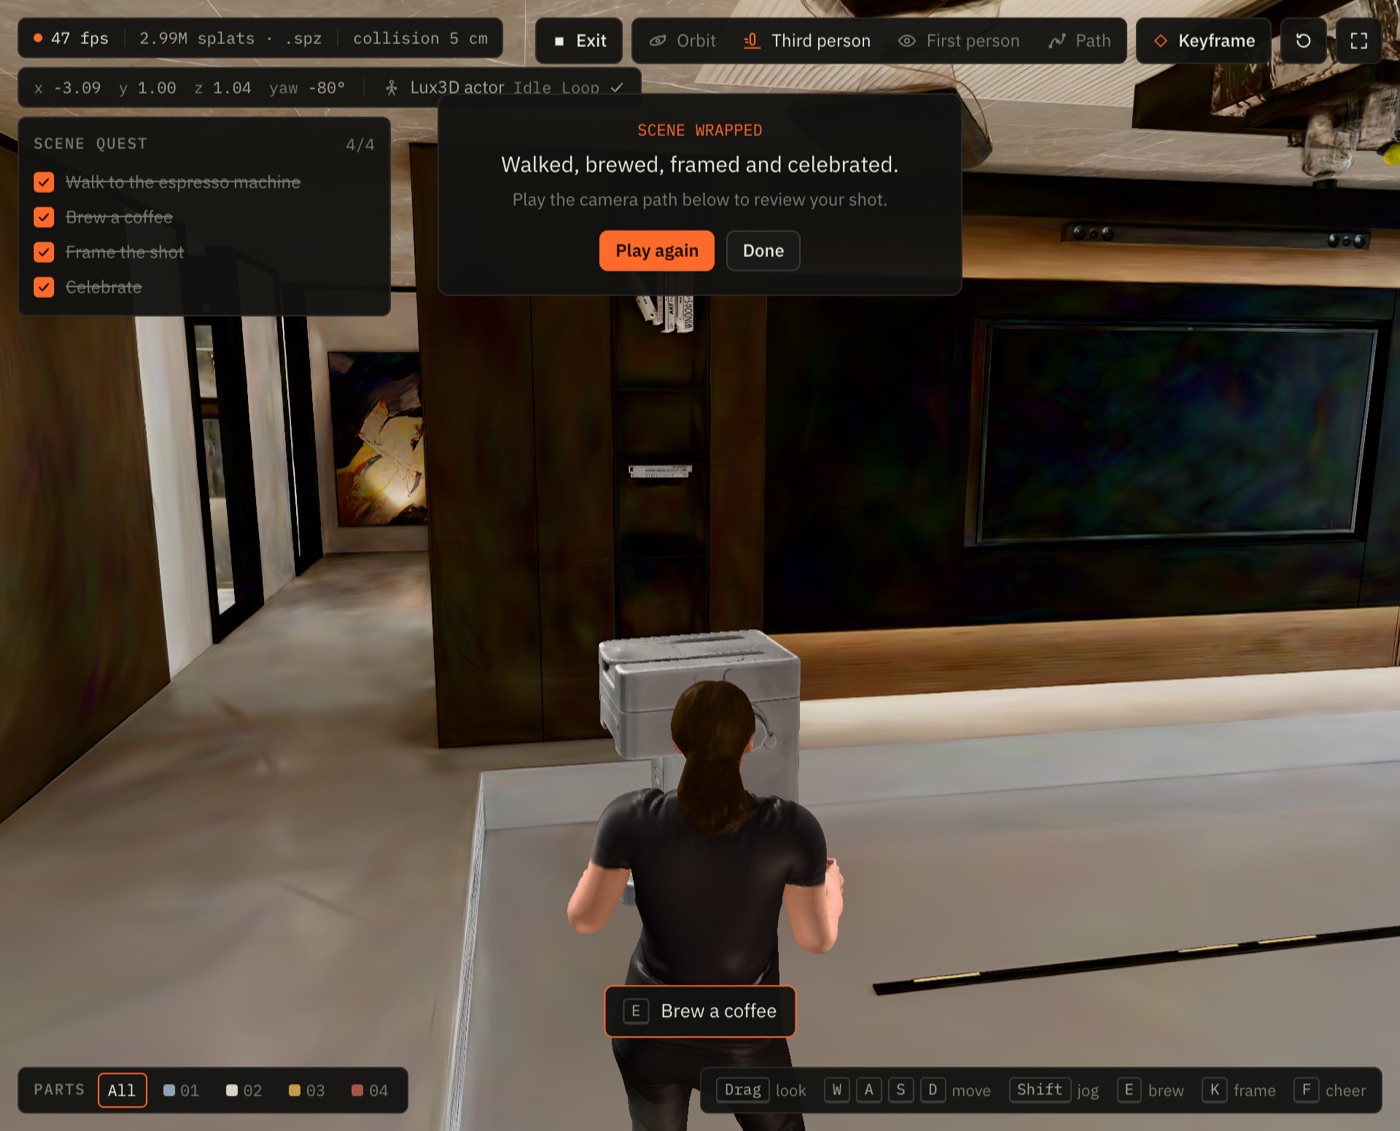 47 fps 2.99M splats · .spz collision 5 cm
Exit
Orbit Third person First person Path
Keyframe
x -3.09 y 1.00 z 1.04 yaw -80° Lux3D actor Idle Loop
SCENE QUEST 4/4
Walk to the espresso machine
Brew a coffee
Frame the shot
Celebrate
SCENE WRAPPED
Walked, brewed, framed and celebrated.
Play the camera path below to review your shot.
Play again Done
E Brew a coffee
PARTS All 01 02 03 04
Drag look W A S D move Shift jog E brew K frame F cheer